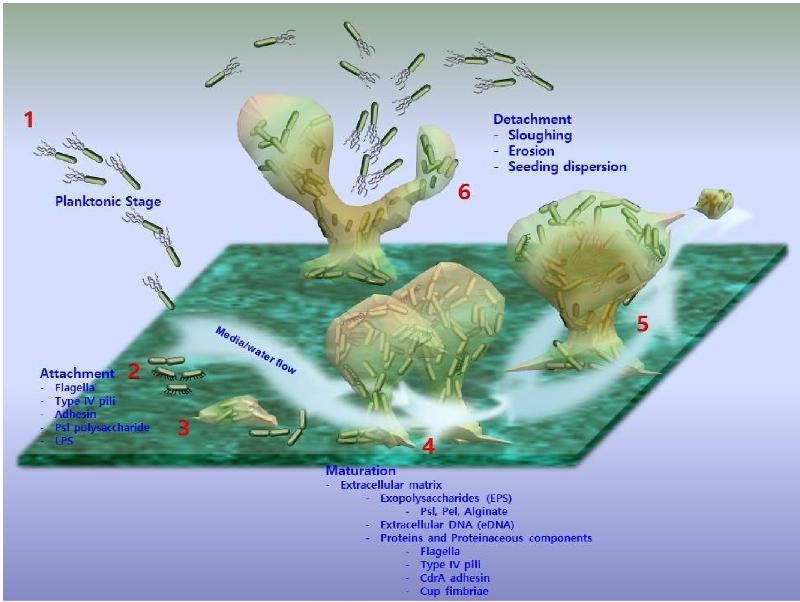 1
Planktonic Stage
Detachment
- Sloughing
- Erosion
- Seeding dispersion
6
5
Media/water flow
Attachment 2
- Flagella
- Type IV pili
- Adhesin
- Psl polysaccharide
- LPS
3
4
Maturation
- Extracellular matrix
- Exopolysaccharides (EPS)
- Psl, Pel, Alginate
- Extracellular DNA (eDNA)
- Proteins and Proteinaceous components
- Flagella
- Type IV pili
- CdrA adhesin
- Cup fimbriae